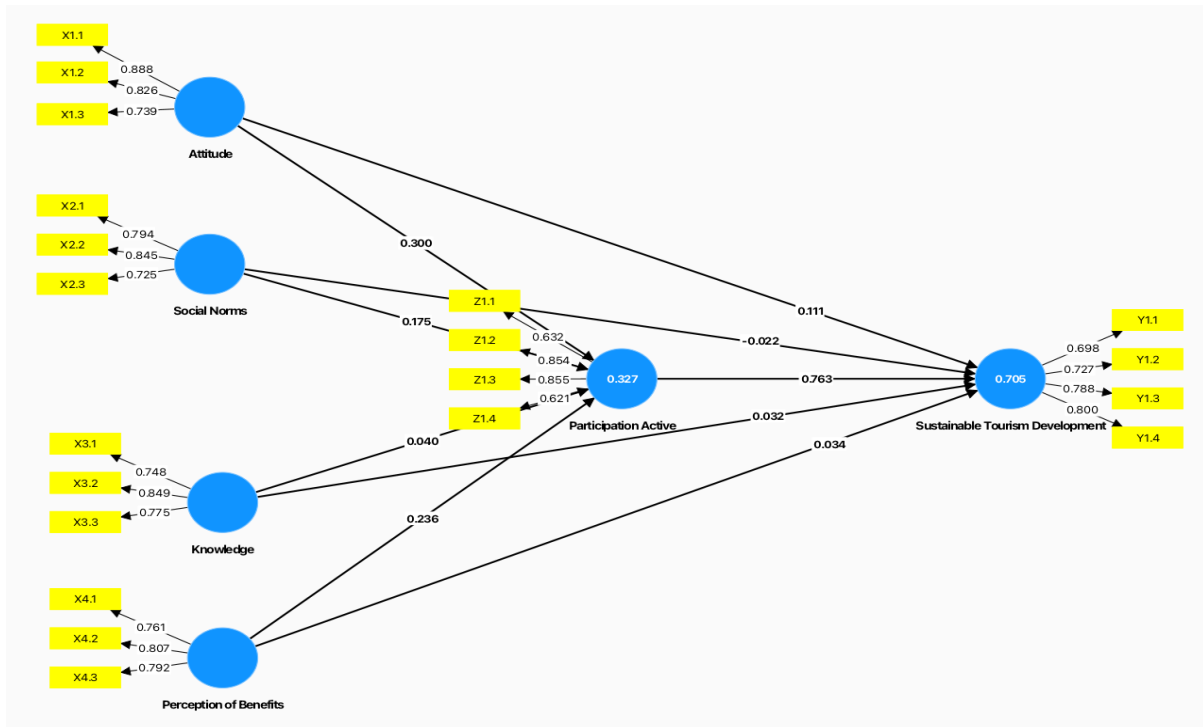 X1.1
0.888
X1.2
0.826
X1.3
0.739
Attitude
X2.1
0.794
X2.2
0.845
X2.3
0.725
Social Norms
0.300
0.175
0.111
-0.022
Z1.1
0.632
Z1.2
0.854
Z1.3
0.855
Z1.4
0.621
0.327
Participation Active
0.763
0.705
Sustainable Tourism Development
Y1.1
0.698
Y1.2
0.727
Y1.3
0.788
Y1.4
0.800
X3.1
0.748
X3.2
0.849
X3.3
0.775
Knowledge
0.040
0.032
0.034
0.236
X4.1
0.761
X4.2
0.807
X4.3
0.792
Perception of Benefits